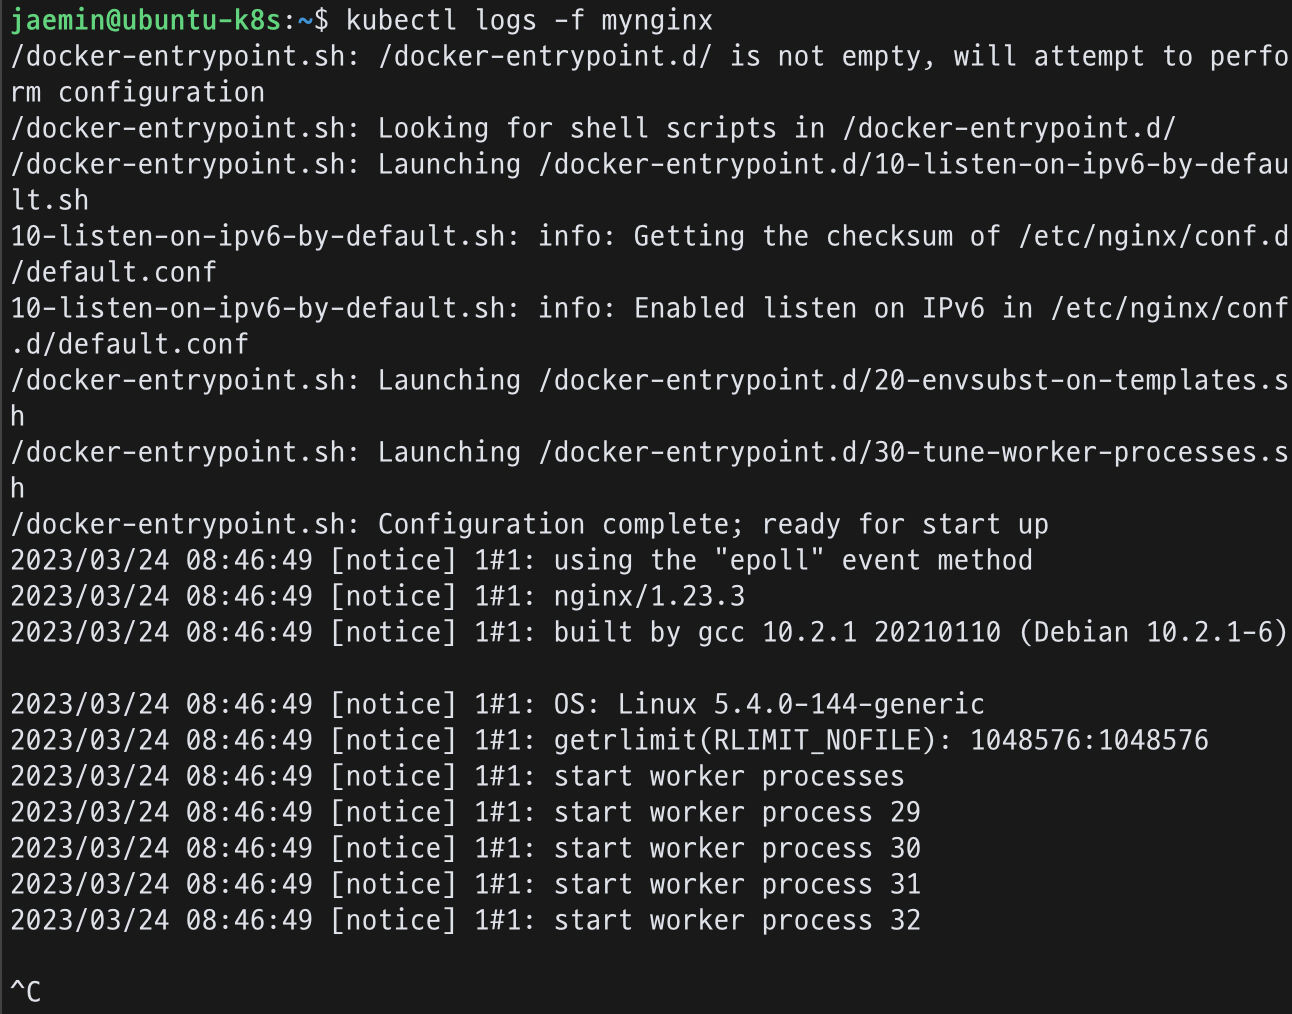 jaemin@ubuntu-k8s:~$ kubectl logs -f mynginx
/docker-entrypoint.sh: /docker-entrypoint.d/ is not empty, will attempt to perfo
rm configuration
/docker-entrypoint.sh: Looking for shell scripts in /docker-entrypoint.d/
/docker-entrypoint.sh: Launching /docker-entrypoint.d/10-listen-on-ipv6-by-defau
lt.sh
10-listen-on-ipv6-by-default.sh: info: Getting the checksum of /etc/nginx/conf.d
/default.conf
10-listen-on-ipv6-by-default.sh: info: Enabled listen on IPv6 in /etc/nginx/conf
.d/default.conf
/docker-entrypoint.sh: Launching /docker-entrypoint.d/20-envsubst-on-templates.s
h
/docker-entrypoint.sh: Launching /docker-entrypoint.d/30-tune-worker-processes.s
h
/docker-entrypoint.sh: Configuration complete; ready for start up
2023/03/24 08:46:49 [notice] 1#1: using the "epoll" event method
2023/03/24 08:46:49 [notice] 1#1: nginx/1.23.3
2023/03/24 08:46:49 [notice] 1#1: built by gcc 10.2.1 20210110 (Debian 10.2.1-6)
2023/03/24 08:46:49 [notice] 1#1: OS: Linux 5.4.0-144-generic
2023/03/24 08:46:49 [notice] 1#1: getrlimit(RLIMIT_NOFILE): 1048576:1048576
2023/03/24 08:46:49 [notice] 1#1: start worker processes
2023/03/24 08:46:49 [notice] 1#1: start worker process 29
2023/03/24 08:46:49 [notice] 1#1: start worker process 30
2023/03/24 08:46:49 [notice] 1#1: start worker process 31
2023/03/24 08:46:49 [notice] 1#1: start worker process 32
^C